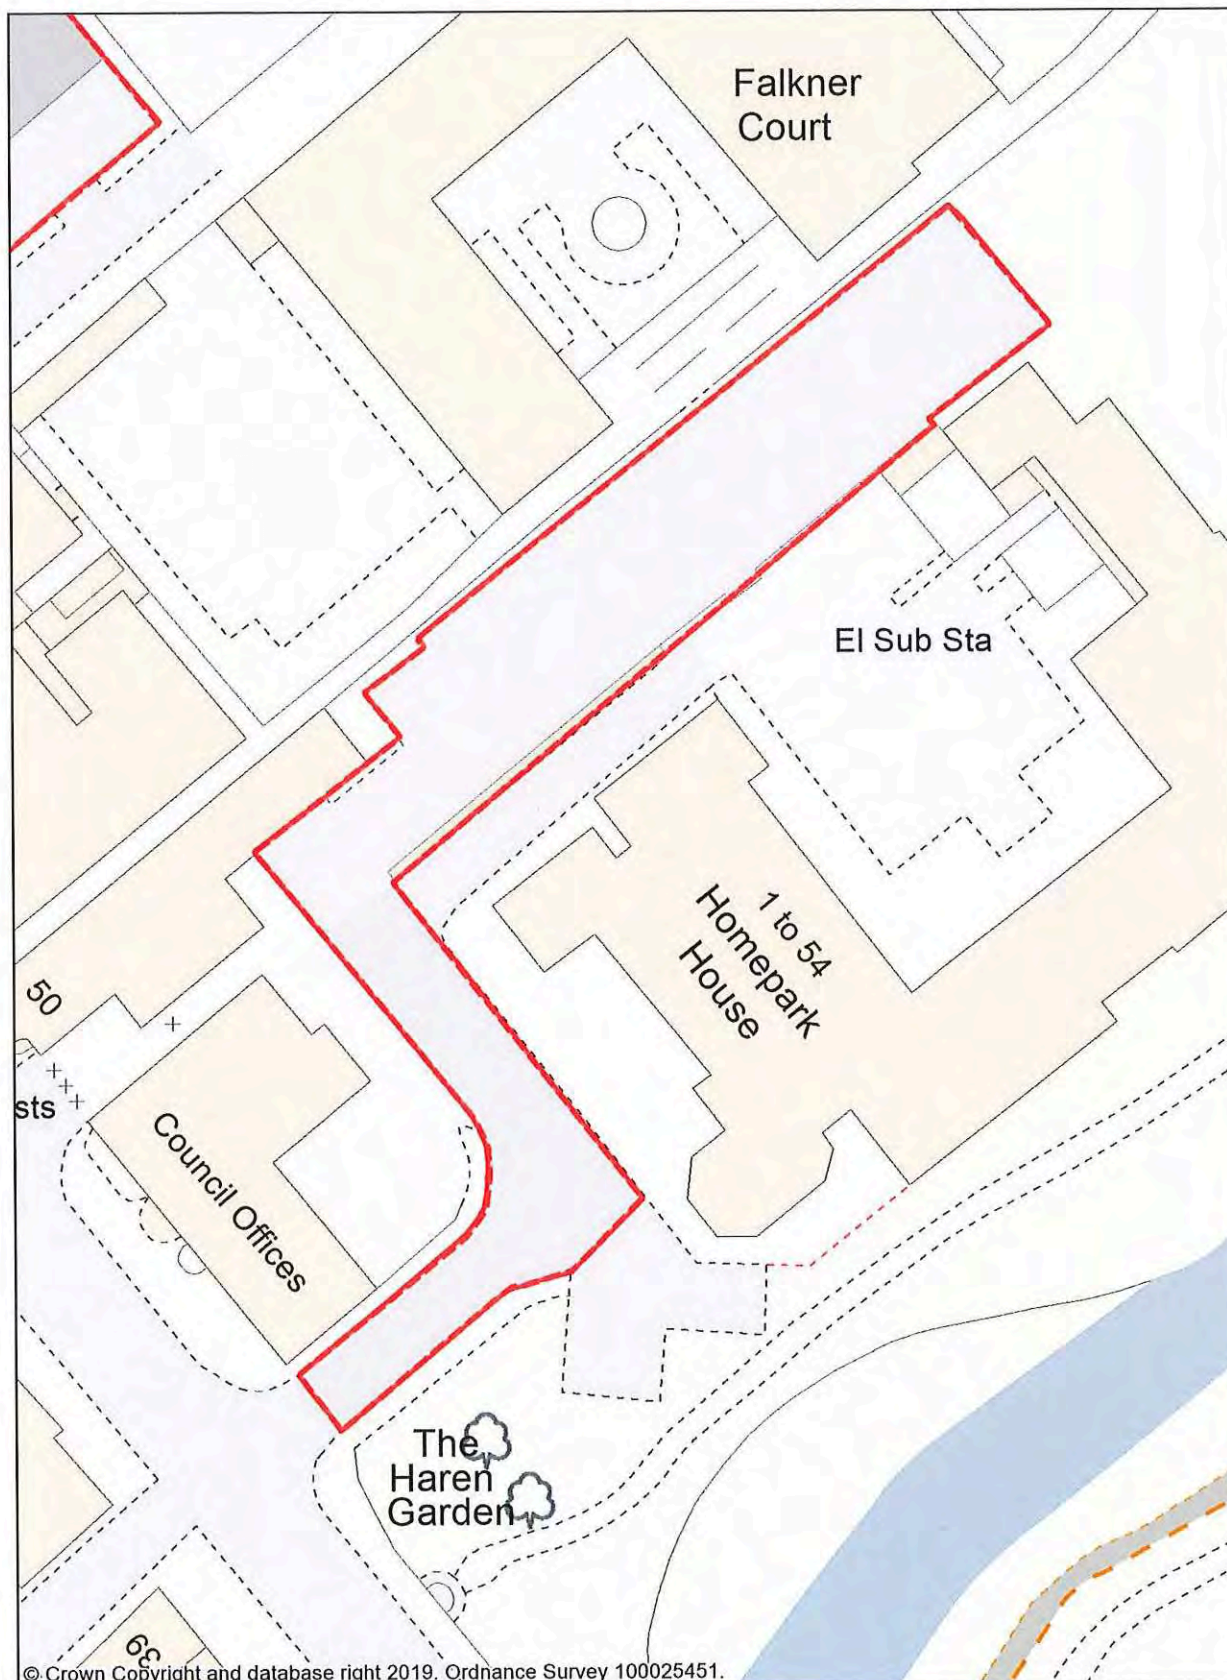 Falkner
Court
El Sub Sta
1 to 54
Homepark
House
50
sts
Council Offices
The
Haren
Garden
39
© Crown Copyright and database right 2019. Ordnance Survey 100025451.